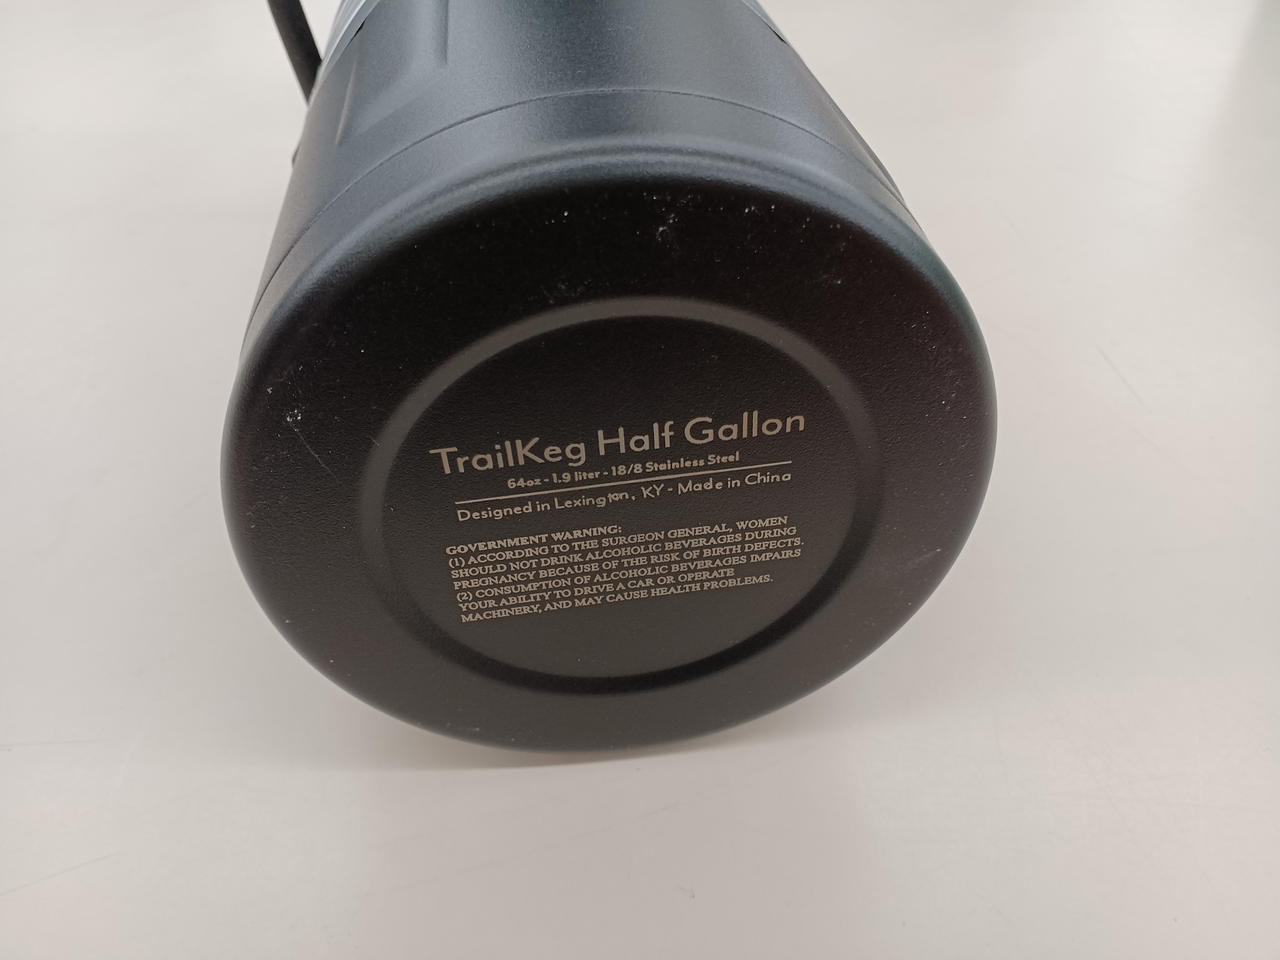 TrailKeg Half Gallon
64oz - 1.9 liter - 18/8 Stainless Steel
Designed in Lexington, KY - Made in China
GOVERNMENT WARNING:
(1) ACCORDING TO THE SURGEON GENERAL, WOMEN
SHOULD NOT DRINK ALCOHOLIC BEVERAGES DURING
PREGNANCY BECAUSE OF THE RISK OF BIRTH DEFECTS.
(2) CONSUMPTION OF ALCOHOLIC BEVERAGES IMPAIRS
YOUR ABILITY TO DRIVE A CAR OR OPERATE
MACHINERY, AND MAY CAUSE HEALTH PROBLEMS.